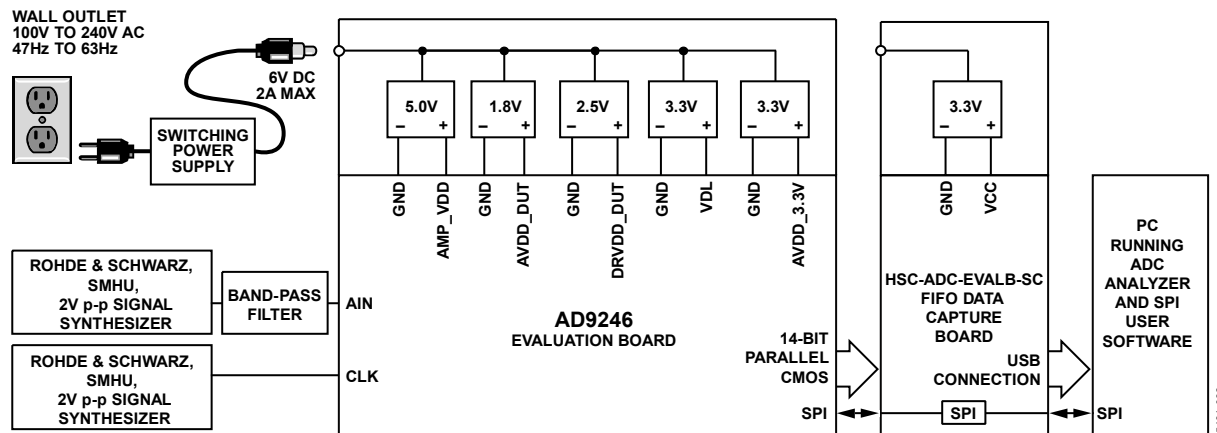 WALL OUTLET
100V TO 240V AC
47Hz TO 63Hz
6V DC
2A MAX
SWITCHING
POWER
SUPPLY
5.0V
– +
1.8V
– +
2.5V
– +
3.3V
– +
3.3V
– +
3.3V
– +
GND
AMP_VDD
GND
AVDD_DUT
GND
DRVDD_DUT
GND
VDL
GND
AVDD_3.3V
GND
VCC
ROHDE & SCHWARZ,
SMHU,
2V p-p SIGNAL
SYNTHESIZER
BAND-PASS
FILTER
AIN
ROHDE & SCHWARZ,
SMHU,
2V p-p SIGNAL
SYNTHESIZER
CLK
AD9246
EVALUATION BOARD
14-BIT
PARALLEL
CMOS
SPI
HSC-ADC-EVALB-SC
FIFO DATA
CAPTURE
BOARD
USB
CONNECTION
SPI
PC
RUNNING
ADC
ANALYZER
AND SPI
USER
SOFTWARE
SPI